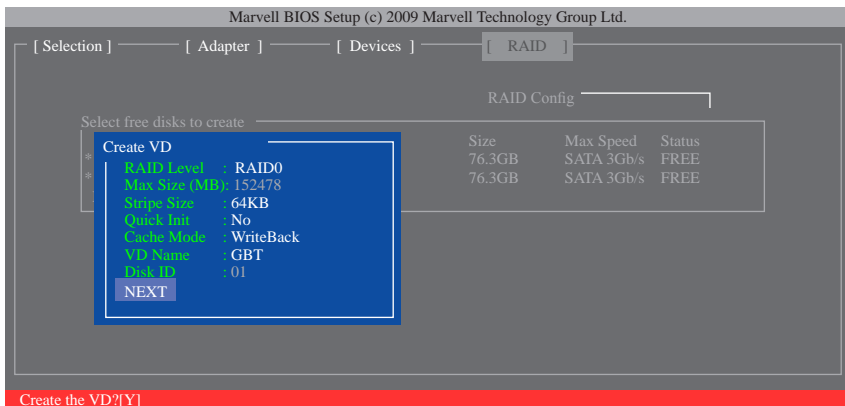 Marvell BIOS Setup (c) 2009 Marvell Technology Group Ltd.
[ Selection ] [ Adapter ] [ Devices ] [ RAID ]
RAID Config
Select free disks to create
Size Max Speed Status
* 76.3GB SATA 3Gb/s FREE
* 76.3GB SATA 3Gb/s FREE
Create VD
RAID Level : RAID0
Max Size (MB): 152478
Stripe Size : 64KB
Quick Init : No
Cache Mode : WriteBack
VD Name : GBT
Disk ID : 01
NEXT
Create the VD?[Y]